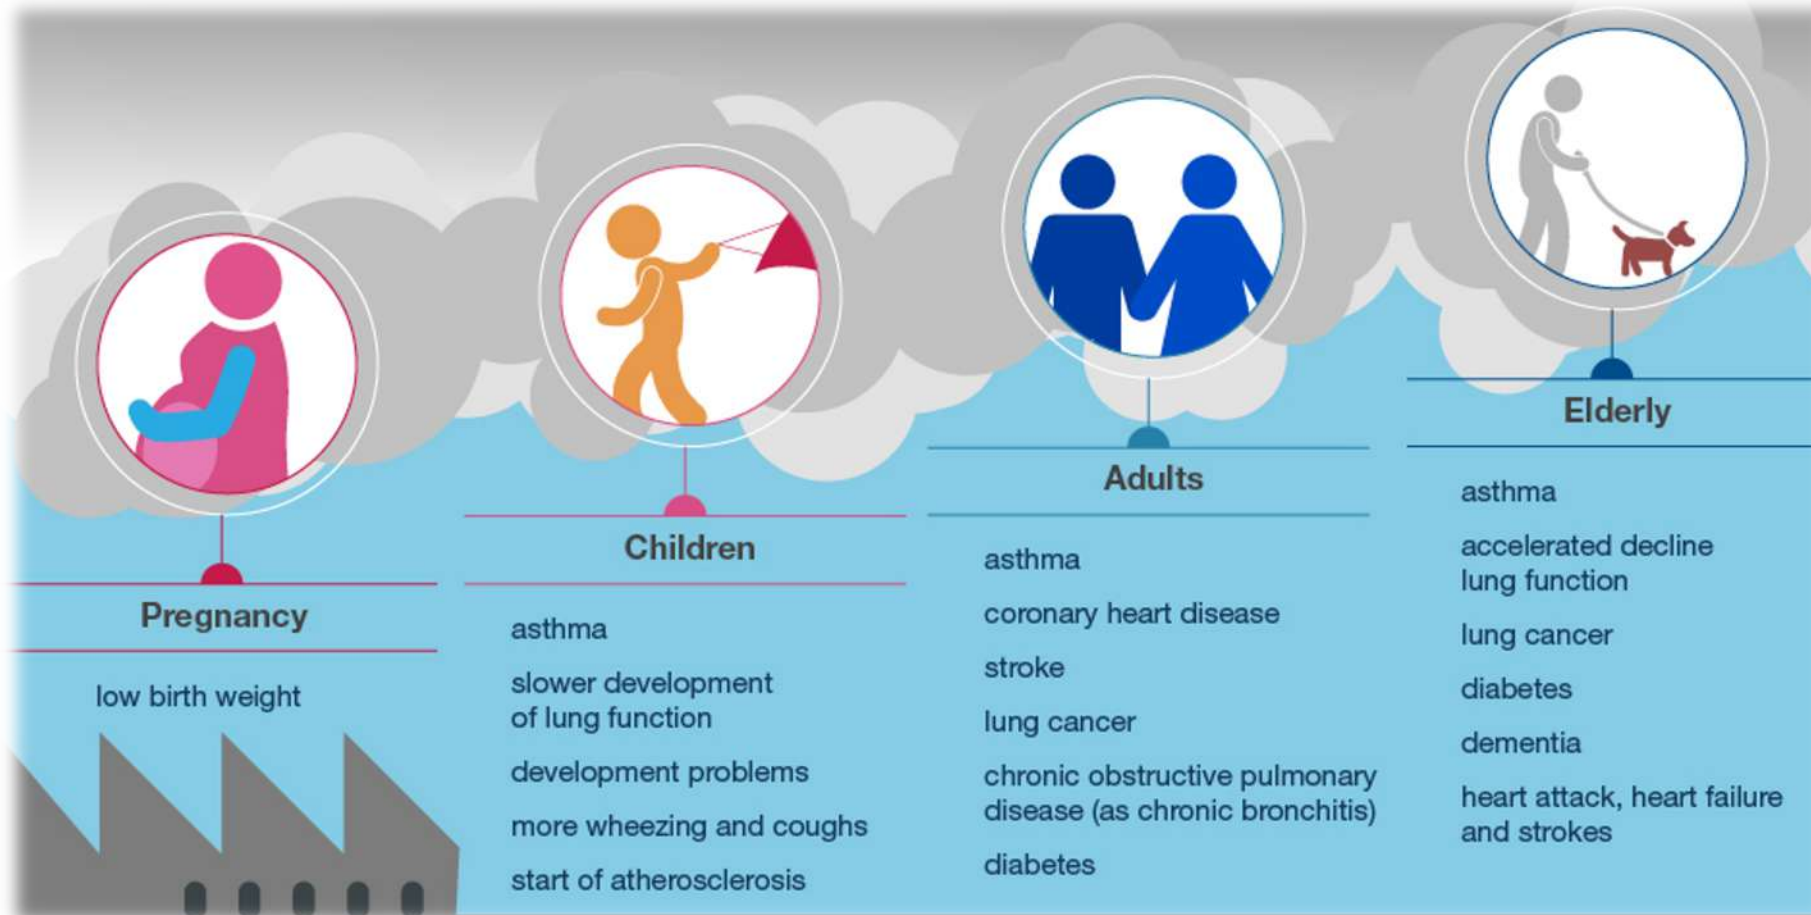 Pregnancy
low birth weight
Children
asthma
slower development
of lung function
development problems
more wheezing and coughs
start of atherosclerosis
Adults
asthma
coronary heart disease
stroke
lung cancer
chronic obstructive pulmonary
disease (as chronic bronchitis)
diabetes
Elderly
asthma
accelerated decline
lung function
lung cancer
diabetes
dementia
heart attack, heart failure
and strokes